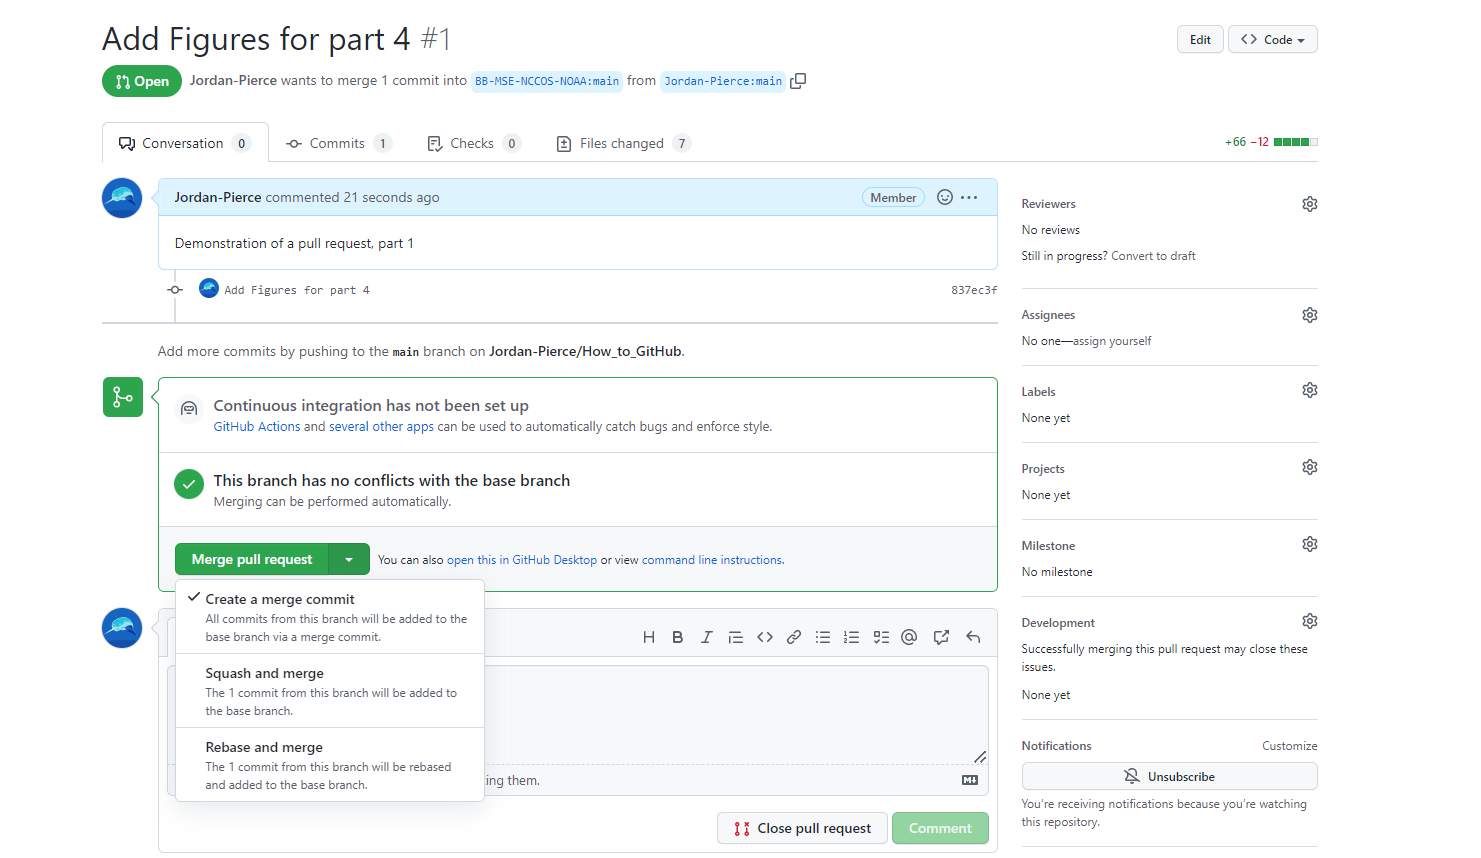 Add Figures for part 4 #1
Edit
<> Code
Open
Jordan-Pierce wants to merge 1 commit into BB-MSE-NCCOS-NOAA:main from Jordan-Pierce:main
Conversation 0
Commits 1
Checks 0
Files changed 7
+66 −12
Jordan-Pierce commented 21 seconds ago
Member
Demonstration of a pull request, part 1
Add Figures for part 4
837ec3f
Add more commits by pushing to the main branch on Jordan-Pierce/How_to_GitHub.
Continuous integration has not been set up
GitHub Actions and several other apps can be used to automatically catch bugs and enforce style.
This branch has no conflicts with the base branch
Merging can be performed automatically.
Merge pull request
You can also open this in GitHub Desktop or view command line instructions.
Create a merge commit
All commits from this branch will be added to the
base branch via a merge commit.
Squash and merge
The 1 commit from this branch will be added to
the base branch.
Rebase and merge
The 1 commit from this branch will be rebased
and added to the base branch.
H B I
ing them.
Close pull request
Comment
Reviewers
No reviews
Still in progress? Convert to draft
Assignees
No one—assign yourself
Labels
None yet
Projects
None yet
Milestone
No milestone
Development
Successfully merging this pull request may close these
issues.
None yet
Notifications
Customize
Unsubscribe
You're receiving notifications because you're watching
this repository.